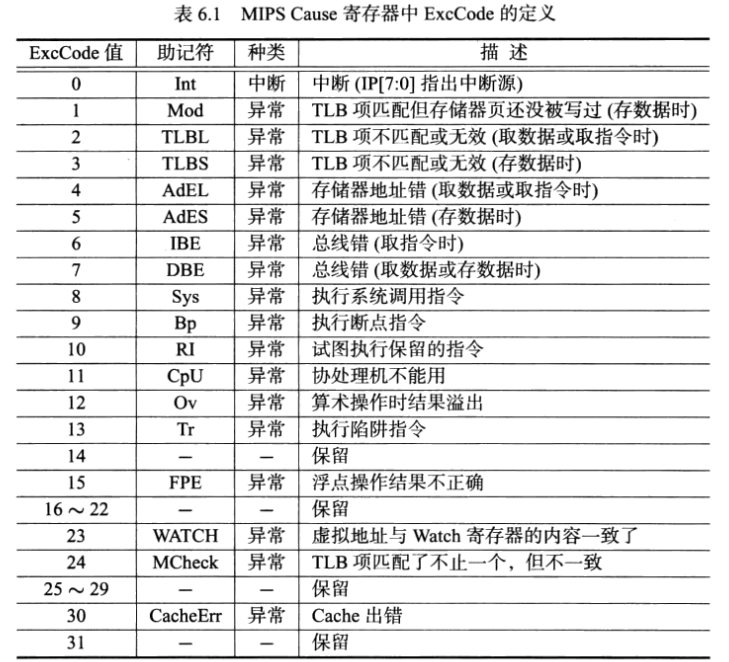 表 6.1 MIPS Cause 寄存器中 ExcCode 的定义
ExcCode 值 助记符 种类 描 述
0 Int 中断 中断 (IP[7:0] 指出中断源)
1 Mod 异常 TLB 项匹配但存储器页还没被写过 (存数据时)
2 TLBL 异常 TLB 项不匹配或无效 (取数据或取指令时)
3 TLBS 异常 TLB 项不匹配或无效 (存数据时)
4 AdEL 异常 存储器地址错 (取数据或取指令时)
5 AdES 异常 存储器地址错 (存数据时)
6 IBE 异常 总线错 (取指令时)
7 DBE 异常 总线错 (取数据或存数据时)
8 Sys 异常 执行系统调用指令
9 Bp 异常 执行断点指令
10 RI 异常 试图执行保留的指令
11 CpU 异常 协处理机不能用
12 Ov 异常 算术操作时结果溢出
13 Tr 异常 执行陷阱指令
14 — — 保留
15 FPE 异常 浮点操作结果不正确
16 ~ 22 — — 保留
23 WATCH 异常 虚拟地址与 Watch 寄存器的内容一致了
24 MCheck 异常 TLB 项匹配了不止一个，但不一致
25 ~ 29 — — 保留
30 CacheErr 异常 Cache 出错
31 — — 保留